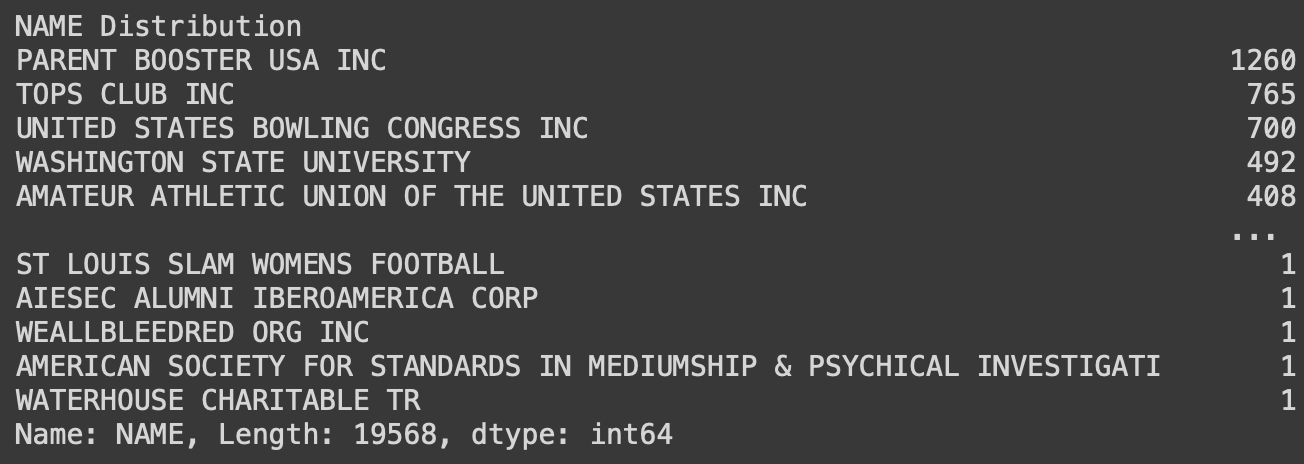 NAME Distribution
PARENT BOOSTER USA INC 1260
TOPS CLUB INC 765
UNITED STATES BOWLING CONGRESS INC 700
WASHINGTON STATE UNIVERSITY 492
AMATEUR ATHLETIC UNION OF THE UNITED STATES INC 408
...
ST LOUIS SLAM WOMENS FOOTBALL 1
AIESEC ALUMNI IBEROAMERICA CORP 1
WEALLBLEEDRED ORG INC 1
AMERICAN SOCIETY FOR STANDARDS IN MEDIUMSHIP & PSYCHICAL INVESTIGATI 1
WATERHOUSE CHARITABLE TR 1
Name: NAME, Length: 19568, dtype: int64